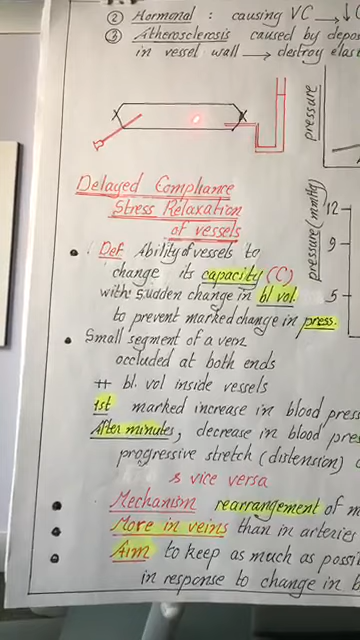 ② Hormonal : causing VC → ↓C
③ Atherosclerosis caused by depo
in vessel wall → destroy elas
pressure
Delayed Compliance
Stress Relaxation
of vessels
• Def Ability of vessels to
change its capacity (C)
with sudden change in bl vol.
to prevent marked change in press.
pressure (mmHg)
12
9
5
• Small segment of a vein
occluded at both ends
++ bl. vol inside vessels
1st marked increase in blood press
After minutes, decrease in blood press
progressive stretch (distension) o
& vice versa
• Mechanism rearrangement of m
• More in veins than in arteries
• Aim to keep as much as possi
in response to change in b